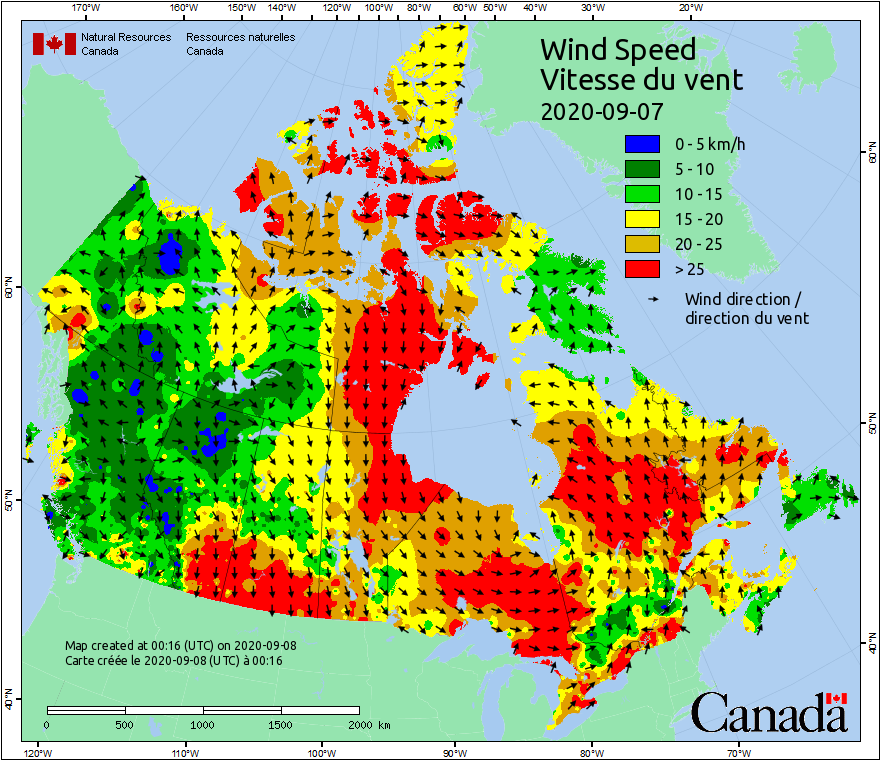 170°W 160°W 150°W 140°W 130°W 120°W 110°W 100°W 90°W 80°W 70°W 60°W 50°W 40°W 30°W 20°W
Natural Resources Canada
Ressources naturelles Canada
Wind Speed
Vitesse du vent
2020-09-07
0 - 5 km/h
5 - 10
10 - 15
15 - 20
20 - 25
> 25
Wind direction /
direction du vent
60°N
60°N
50°N
50°N
40°N
40°N
Map created at 00:16 (UTC) on 2020-09-08
Carte créée le 2020-09-08 (UTC) à 00:16
0 500 1000 1500 2000 km
Canada
120°W 110°W 100°W 90°W 80°W 70°W